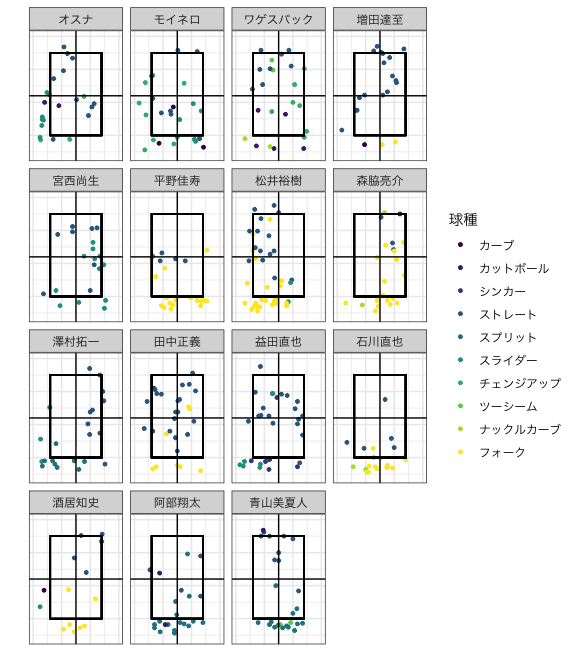 オスナ
モイネロ
ワゲスパック
増田達至
宮西尚生
平野佳寿
松井裕樹
森脇亮介
澤村拓一
田中正義
益田直也
石川直也
酒居知史
阿部翔太
青山美夏人
球種
カーブ
カットボール
シンカー
ストレート
スプリット
スライダー
チェンジアップ
ツーシーム
ナックルカーブ
フォーク